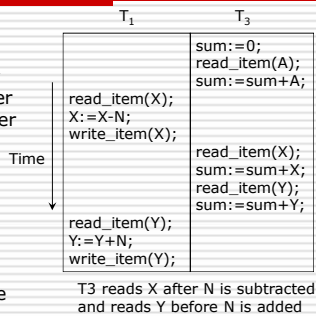 T1 T3
sum:=0;
read_item(A);
sum:=sum+A;
read_item(X);
X:=X-N;
write_item(X);
Time
read_item(X);
sum:=sum+X;
read_item(Y);
sum:=sum+Y;
read_item(Y);
Y:=Y+N;
write_item(Y);
T3 reads X after N is subtracted
and reads Y before N is added